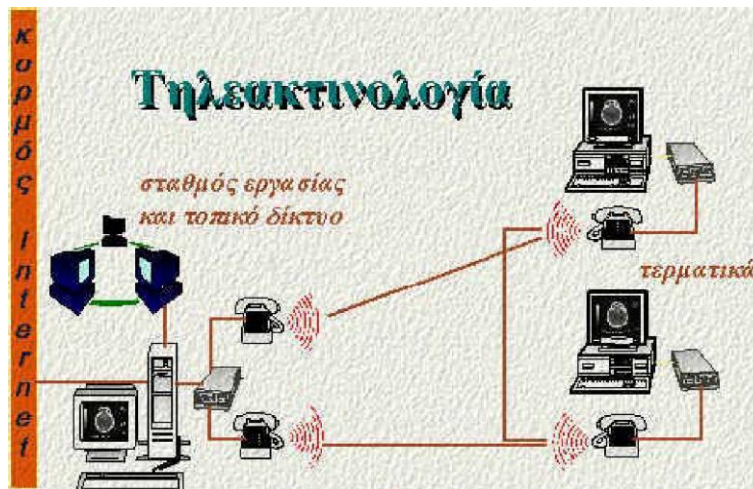 κορμός Internet
Τηλεακτινολογία
σταθμός εργασίας
και τοπικό δίκτυο
τερματικά